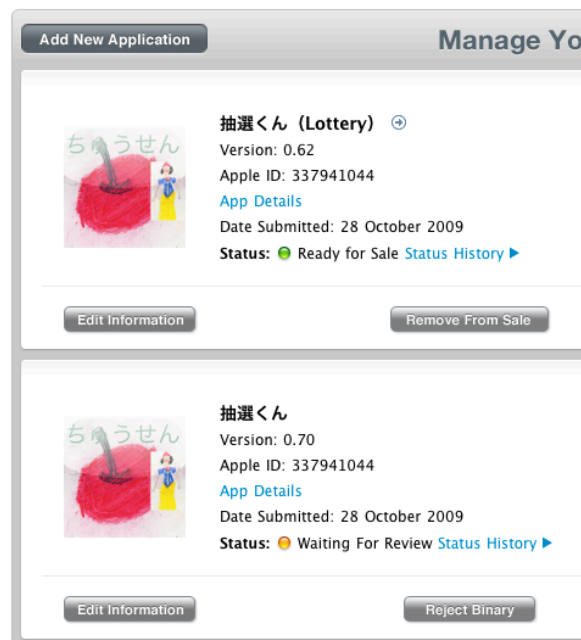 Add New Application
Manage Yo
ちゅうせん
抽選くん（Lottery）
Version: 0.62
Apple ID: 337941044
App Details
Date Submitted: 28 October 2009
Status: Ready for Sale Status History
Edit Information
Remove From Sale
ちゅうせん
抽選くん
Version: 0.70
Apple ID: 337941044
App Details
Date Submitted: 28 October 2009
Status: Waiting For Review Status History
Edit Information
Reject Binary